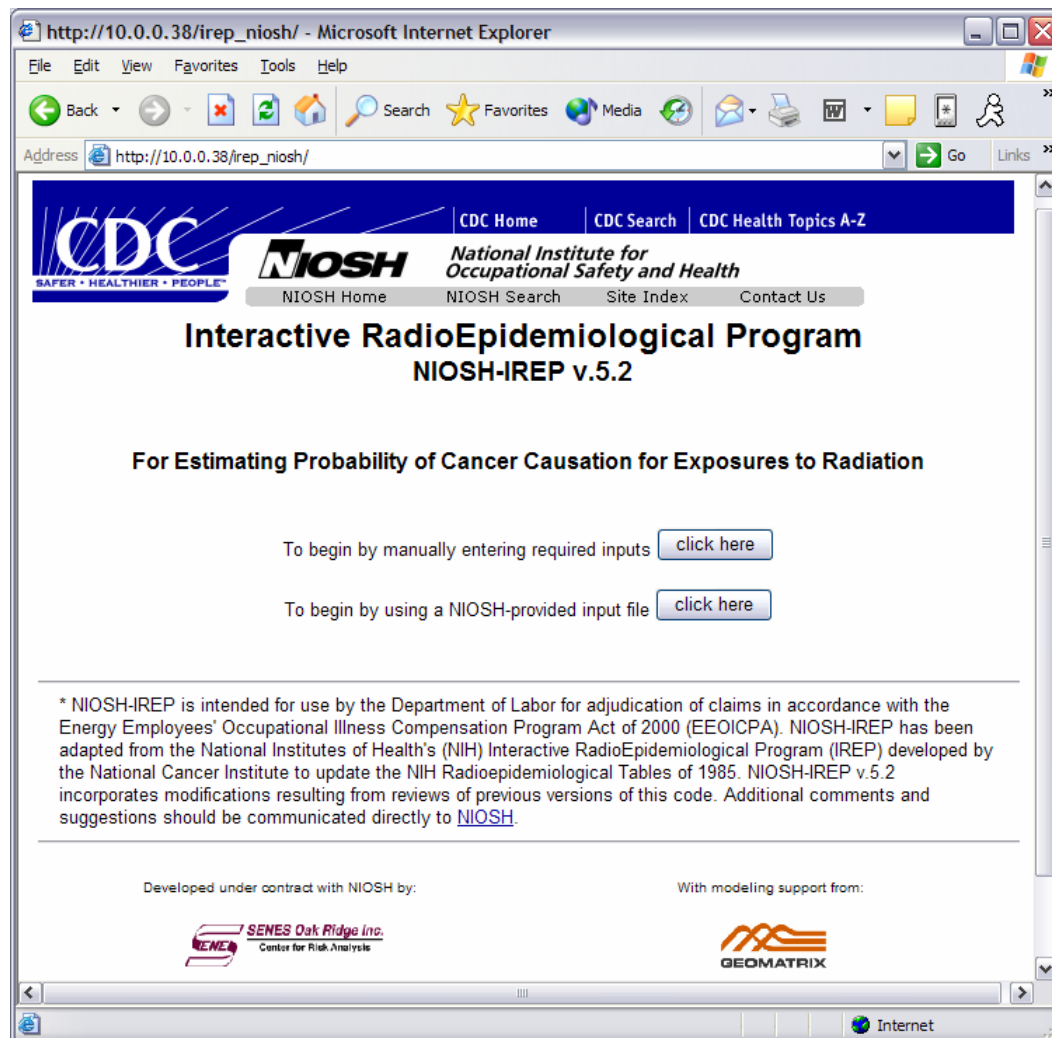 http://10.0.0.38/irep_niosh/ - Microsoft Internet Explorer
File Edit View Favorites Tools Help
Back Search Favorites Media
Address http://10.0.0.38/irep_niosh/ Go Links
CDC Home CDC Search CDC Health Topics A-Z
CDC
SAFER • HEALTHIER • PEOPLE™
NIOSH
National Institute for
Occupational Safety and Health
NIOSH Home NIOSH Search Site Index Contact Us
Interactive RadioEpidemiological Program
NIOSH-IREP v.5.2
For Estimating Probability of Cancer Causation for Exposures to Radiation
To begin by manually entering required inputs click here
To begin by using a NIOSH-provided input file click here
* NIOSH-IREP is intended for use by the Department of Labor for adjudication of claims in accordance with the
Energy Employees' Occupational Illness Compensation Program Act of 2000 (EEOICPA). NIOSH-IREP has been
adapted from the National Institutes of Health's (NIH) Interactive RadioEpidemiological Program (IREP) developed by
the National Cancer Institute to update the NIH Radioepidemiological Tables of 1985. NIOSH-IREP v.5.2
incorporates modifications resulting from reviews of previous versions of this code. Additional comments and
suggestions should be communicated directly to NIOSH.
Developed under contract with NIOSH by: With modeling support from:
SENES
SENES Oak Ridge Inc.
Center for Risk Analysis
GEOMATRIX
Internet